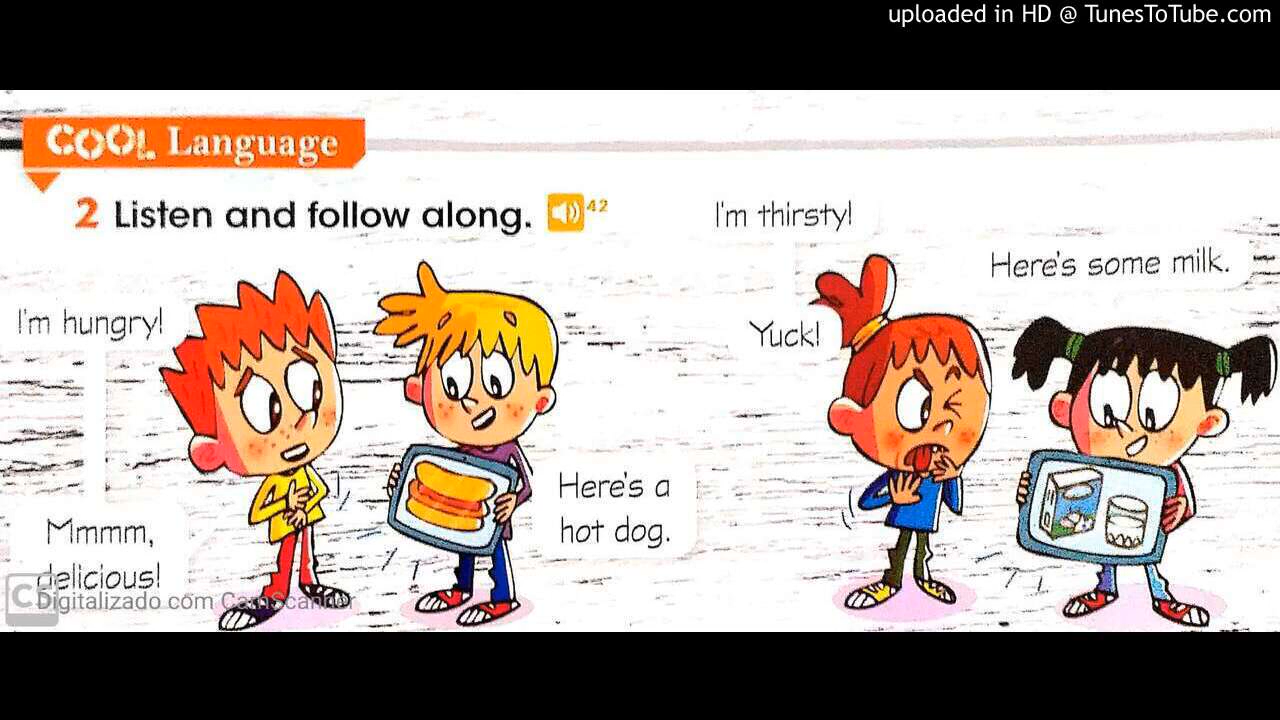 uploaded in HD @ TunesToTube.com
COOL Language
2 Listen and follow along. 42
I'm hungry!
Here's a
hot dog.
Mmmm,
delicious!
I'm thirsty!
Here's some milk.
Yuck!
CS Digitalizado com CamScanner